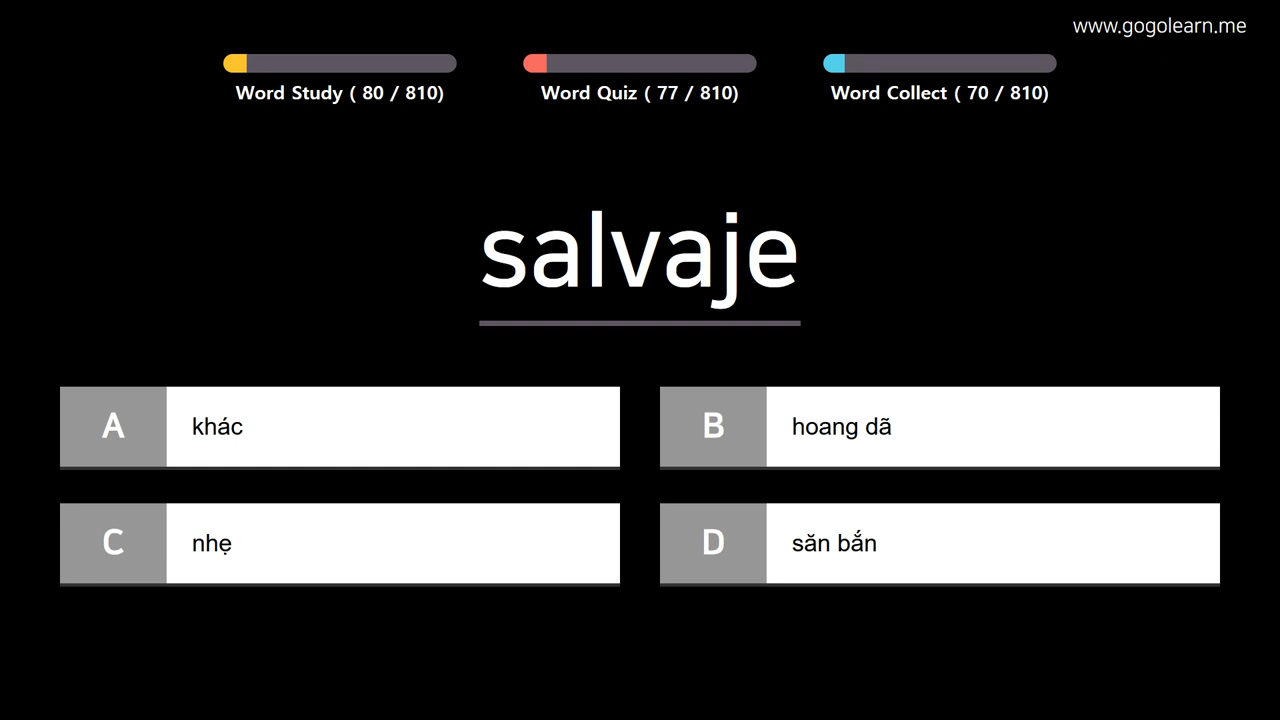 www.gogolearn.me
Word Study ( 80 / 810)
Word Quiz ( 77 / 810)
Word Collect ( 70 / 810)
salvaje
A
khác
B
hoang dã
C
nhẹ
D
săn bắn